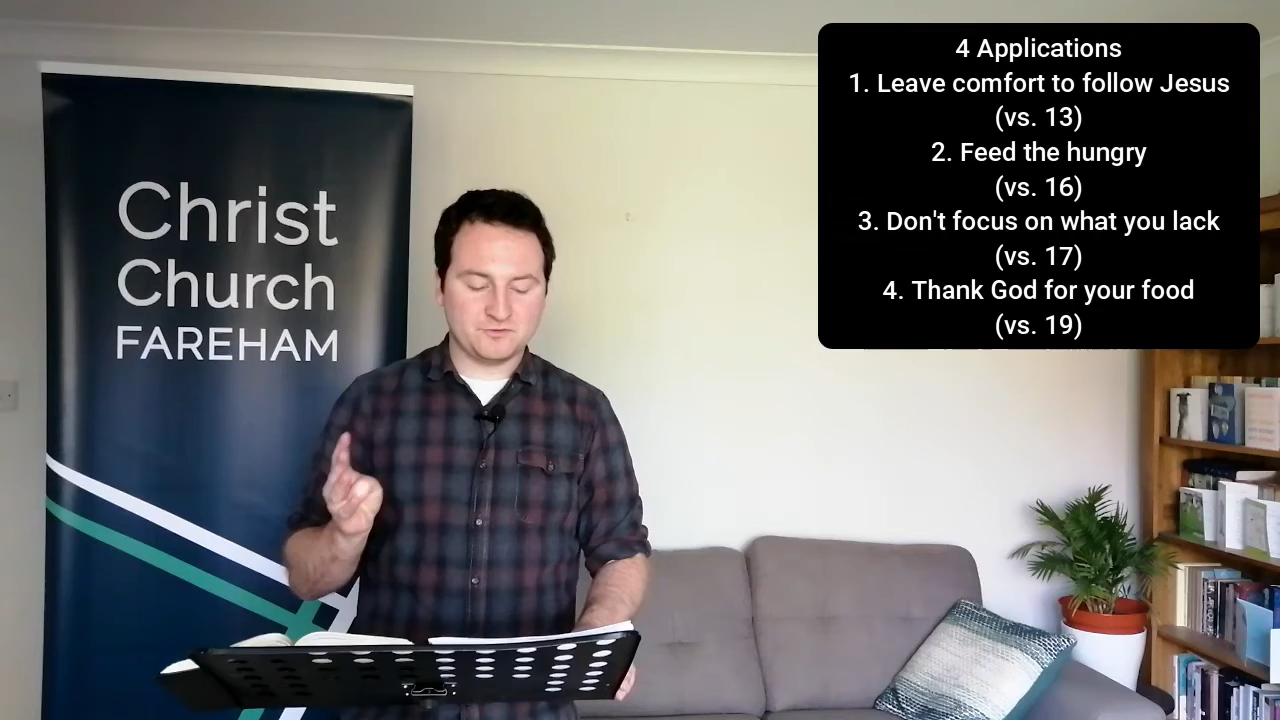 Christ
Church
FAREHAM
4 Applications
1. Leave comfort to follow Jesus
(vs. 13)
2. Feed the hungry
(vs. 16)
3. Don't focus on what you lack
(vs. 17)
4. Thank God for your food
(vs. 19)